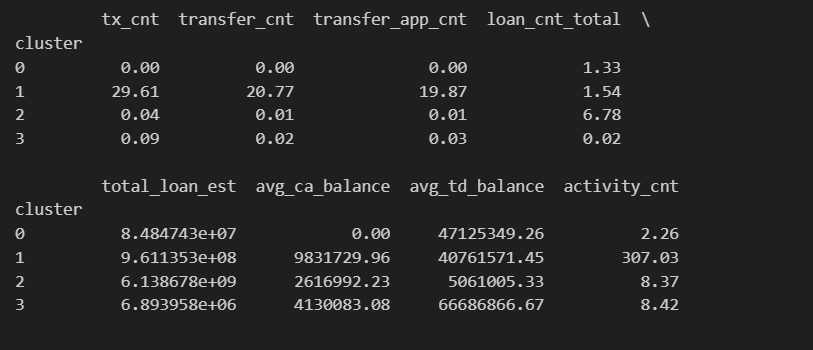 tx_cnt transfer_cnt transfer_app_cnt loan_cnt_total \
cluster
0 0.00 0.00 0.00 1.33
1 29.61 20.77 19.87 1.54
2 0.04 0.01 0.01 6.78
3 0.09 0.02 0.03 0.02
total_loan_est avg_ca_balance avg_td_balance activity_cnt
cluster
0 8.484743e+07 0.00 47125349.26 2.26
1 9.611353e+08 9831729.96 40761571.45 307.03
2 6.138678e+09 2616992.23 5061005.33 8.37
3 6.893958e+06 4130083.08 66686866.67 8.42